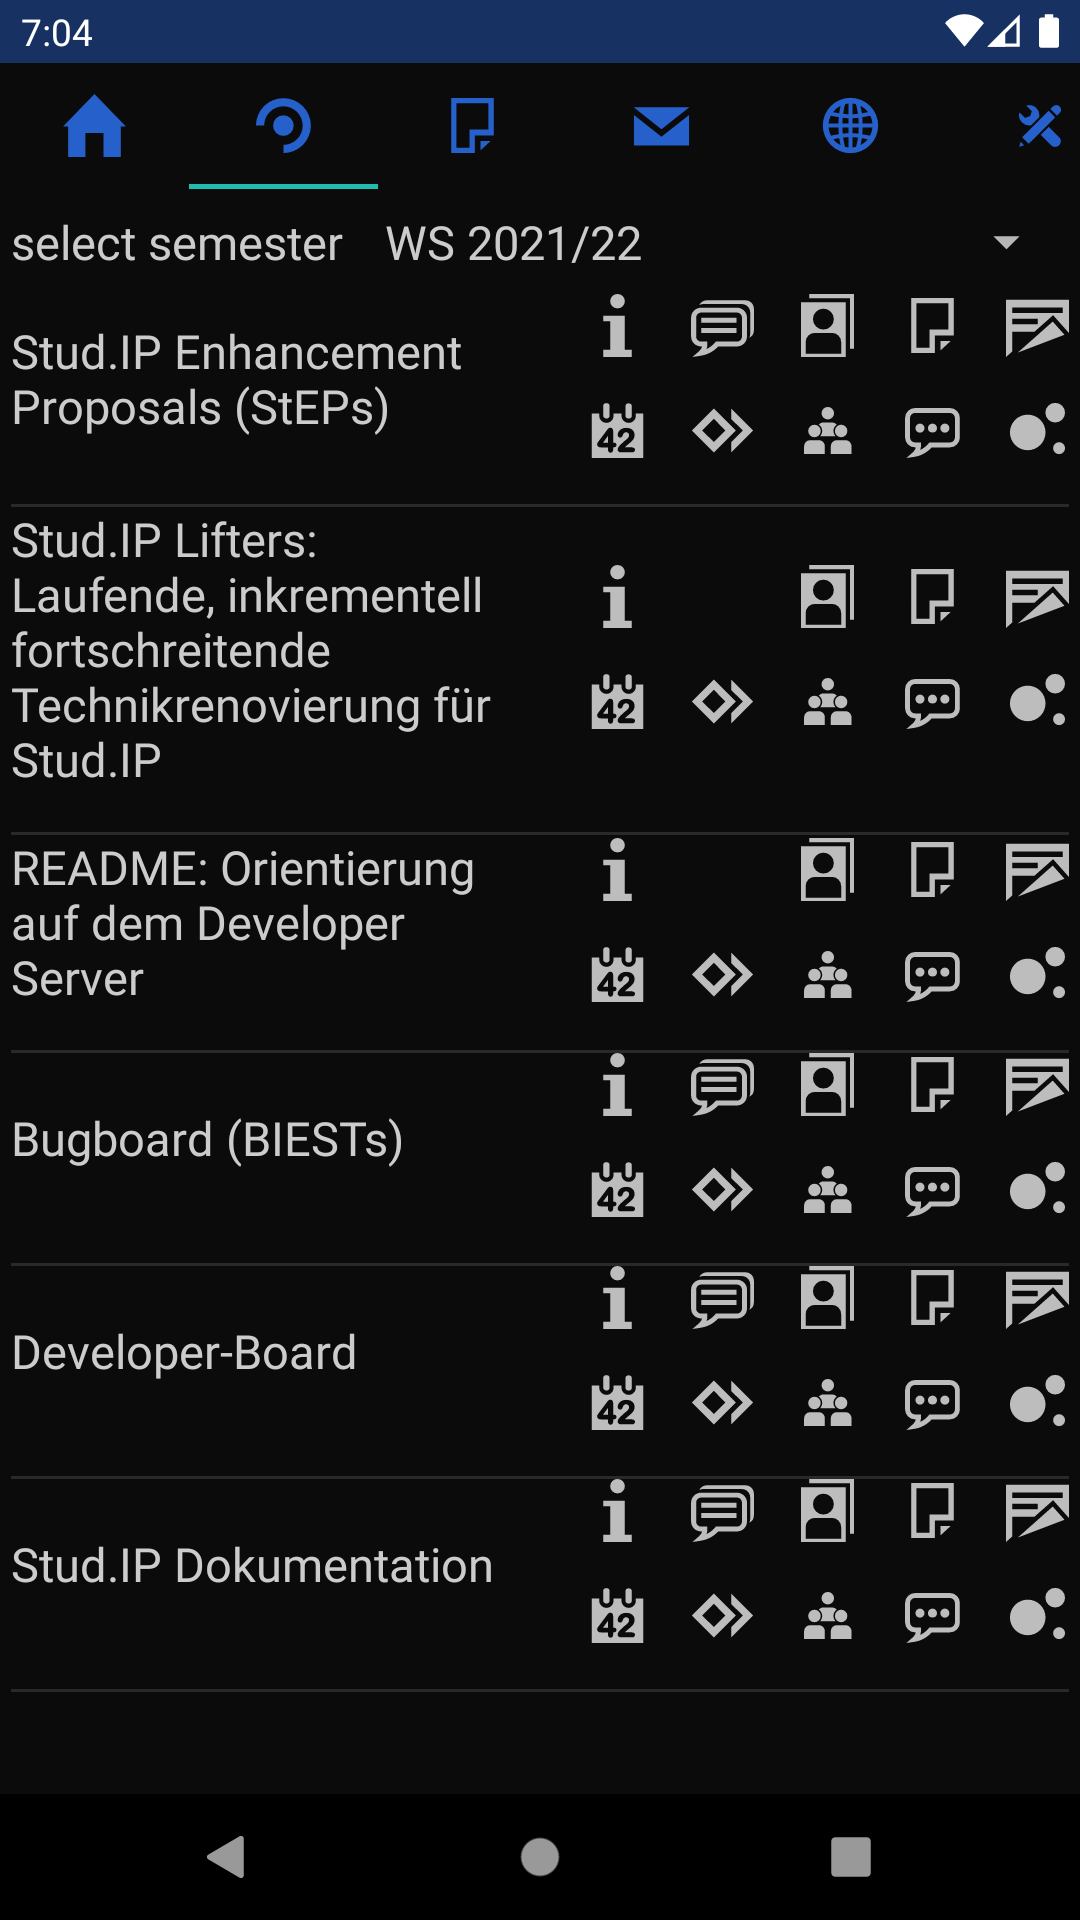 7:04
select semester WS 2021/22
Stud.IP Enhancement
Proposals (StEPs)
42
Stud.IP Lifters:
Laufende, inkrementell
fortschreitende
Technikrenovierung für
Stud.IP
42
README: Orientierung
auf dem Developer
Server
42
Bugboard (BIESTs)
42
Developer-Board
42
Stud.IP Dokumentation
42